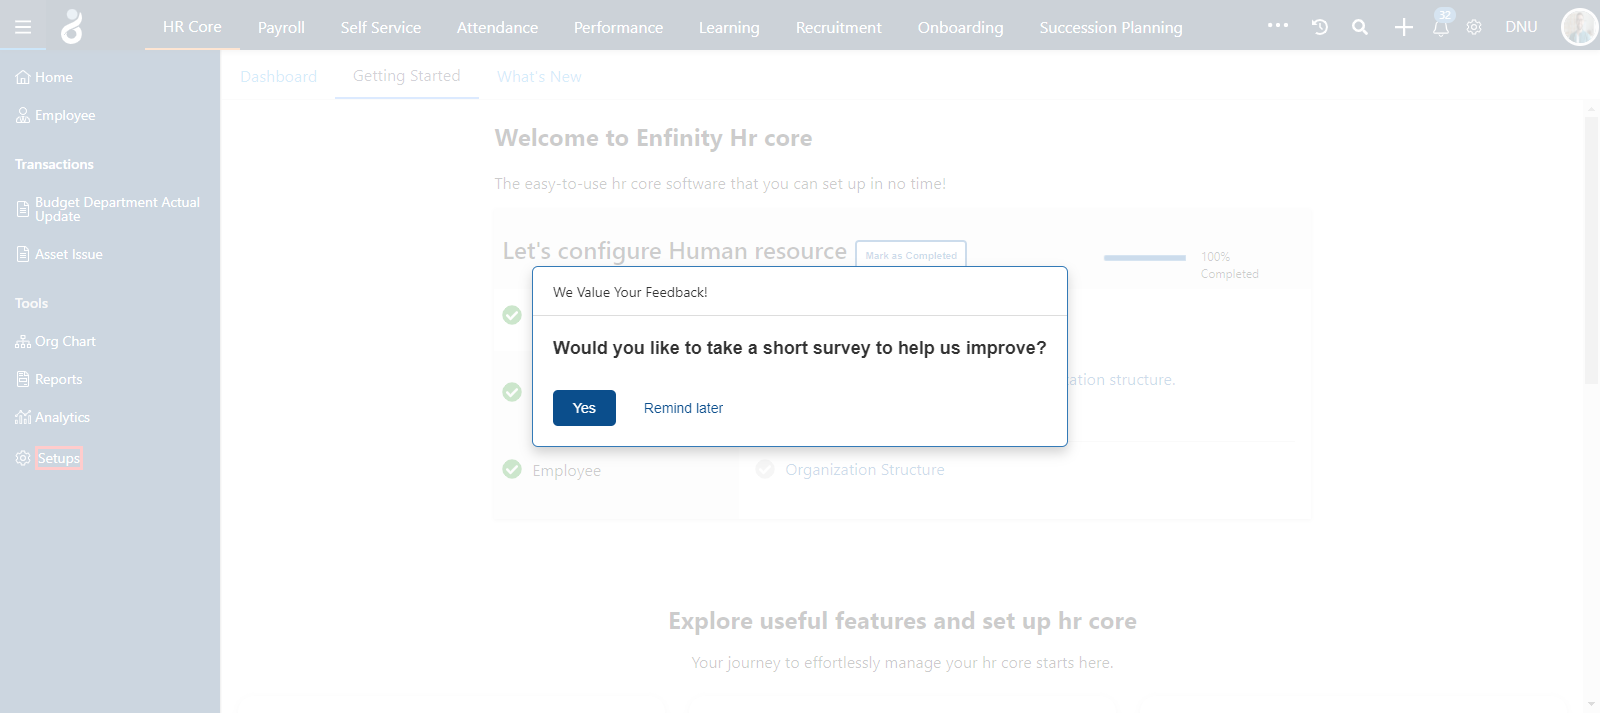 HR Core
Payroll
Self Service
Attendance
Performance
Learning
Recruitment
Onboarding
Succession Planning
32
DNU
Home
Employee
Transactions
Budget Department Actual
Update
Asset Issue
Tools
Org Chart
Reports
Analytics
Setups
Dashboard
Getting Started
What's New
Welcome to Enfinity Hr core
The easy-to-use hr core software that you can set up in no time!
Let's configure Human resource
Mark as Completed
100%
Completed
We Value Your Feedback!
Would you like to take a short survey to help us improve?
Yes
Remind later
structure.
Employee
Organization Structure
Explore useful features and set up hr core
Your journey to effortlessly manage your hr core starts here.